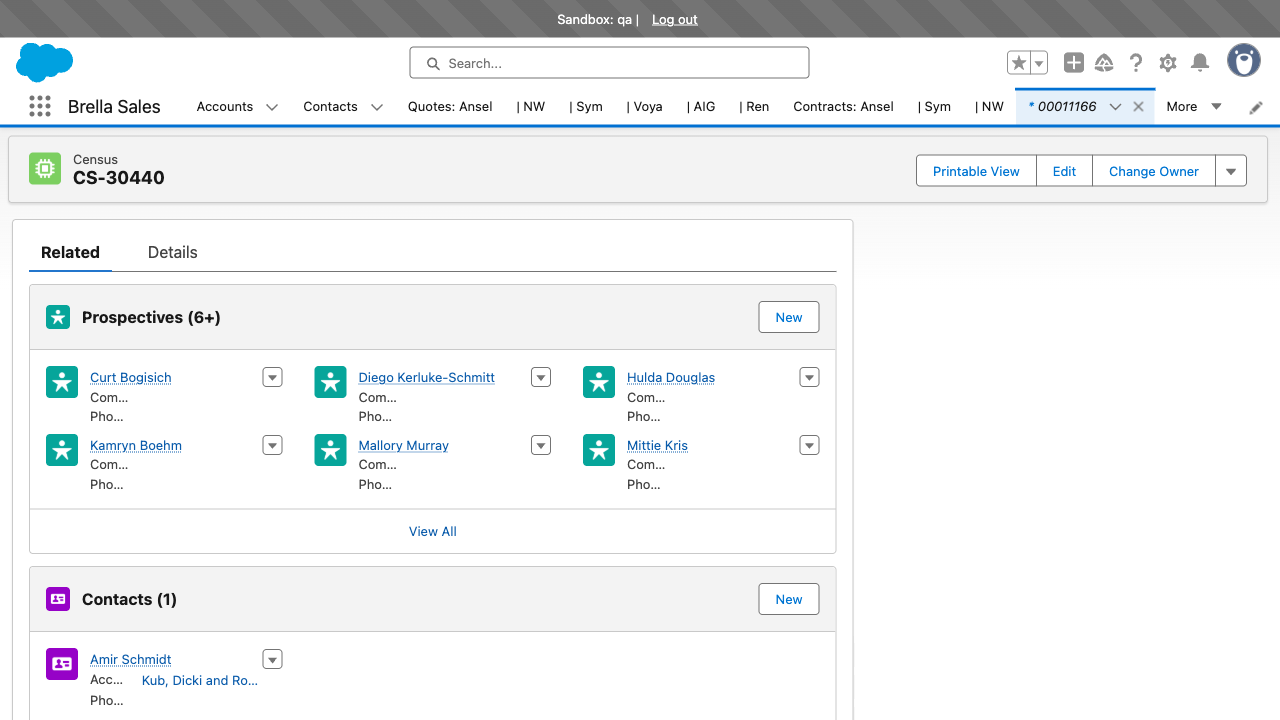 Sandbox: qa | Log out
Search...
Brella Sales
Accounts
Contacts
Quotes: Ansel
| NW
| Sym
| Voya
| AIG
| Ren
Contracts: Ansel
| Sym
| NW
* 00011166
More
Census
CS-30440
Printable View
Edit
Change Owner
Related
Details
Prospectives (6+)
New
Curt Bogisich
Com...
Pho...
Diego Kerluke-Schmitt
Com...
Pho...
Hulda Douglas
Com...
Pho...
Kamryn Boehm
Com...
Pho...
Mallory Murray
Com...
Pho...
Mittie Kris
Com...
Pho...
View All
Contacts (1)
New
Amir Schmidt
Acc... Kub, Dicki and Ro...
Pho...